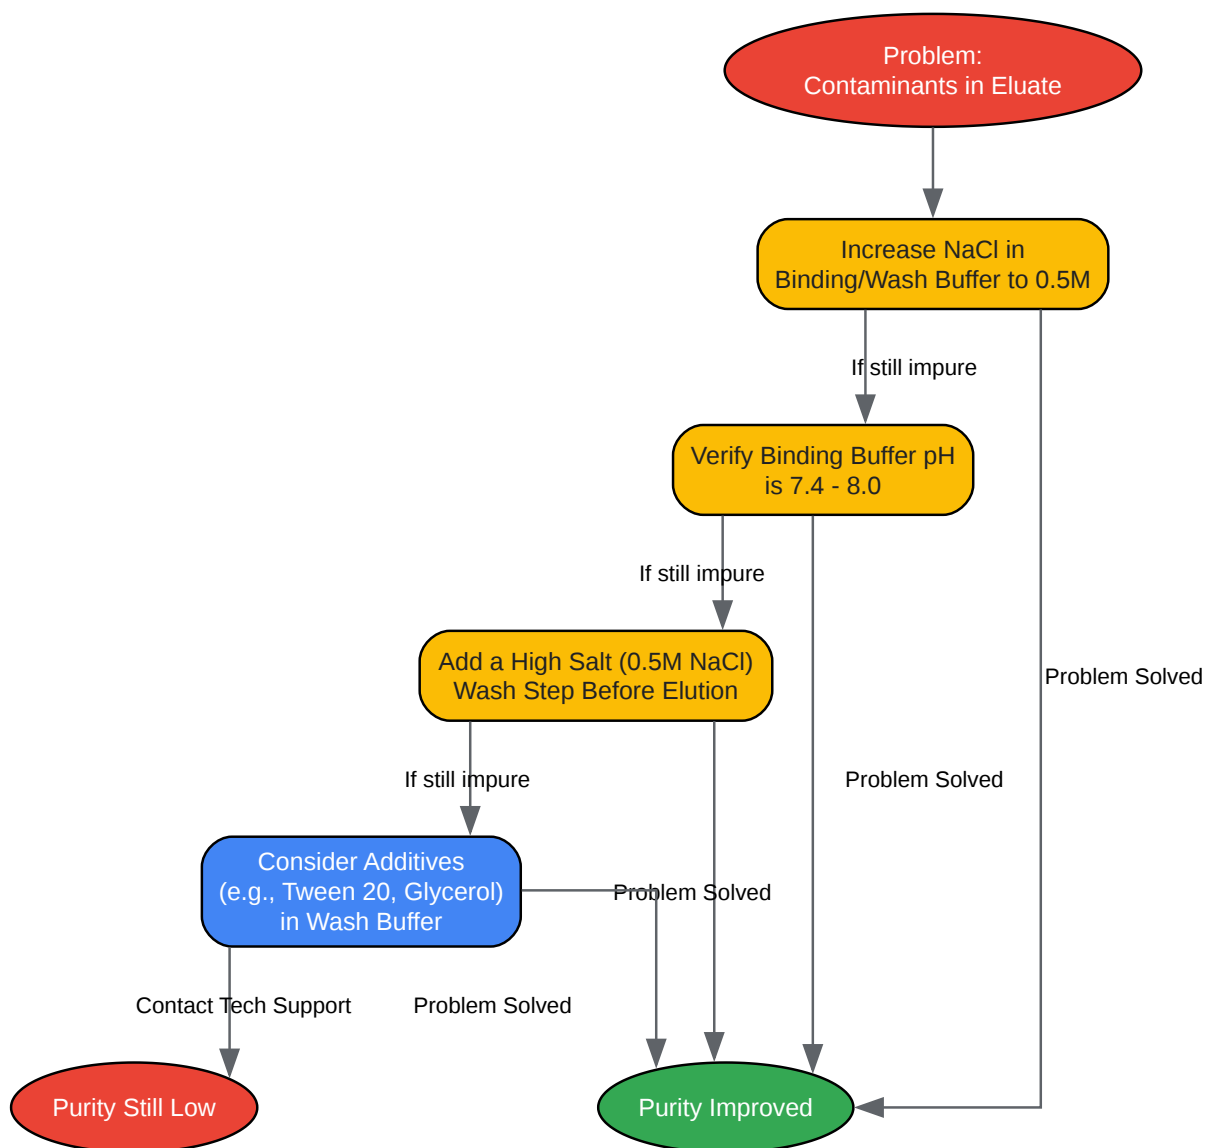 Problem:
Contaminants in Eluate
Increase NaCl in
Binding/Wash Buffer to 0.5M
If still impure
Verify Binding Buffer pH
is 7.4 - 8.0
If still impure
Add a High Salt (0.5M NaCl)
Wash Step Before Elution
Problem Solved
If still impure
Problem Solved
Consider Additives
(e.g., Tween 20, Glycerol)
in Wash Buffer
Problem Solved
Contact Tech Support
Problem Solved
Purity Still Low
Purity Improved